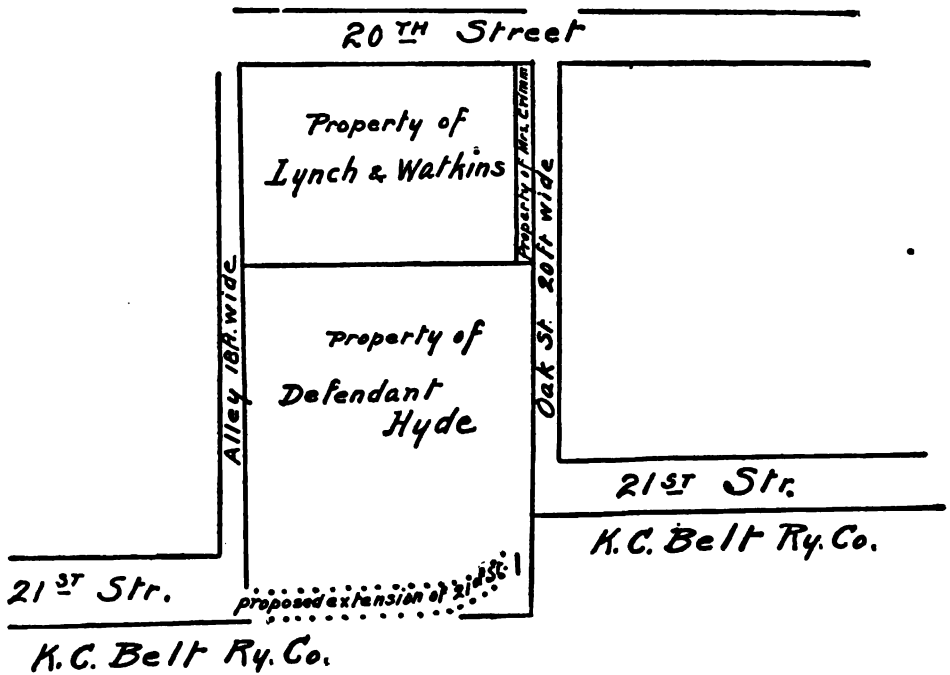 20TH Street
Property of
Lynch & Watkins
Property of Mrs. Crimm
Alley 18ft. wide
Oak St. 20ft wide
Property of
Defendant
Hyde
21ST Str.
K.C. Belt Ry. Co.
21ST Str.
proposed extension of 21st St.
K.C. Belt Ry. Co.